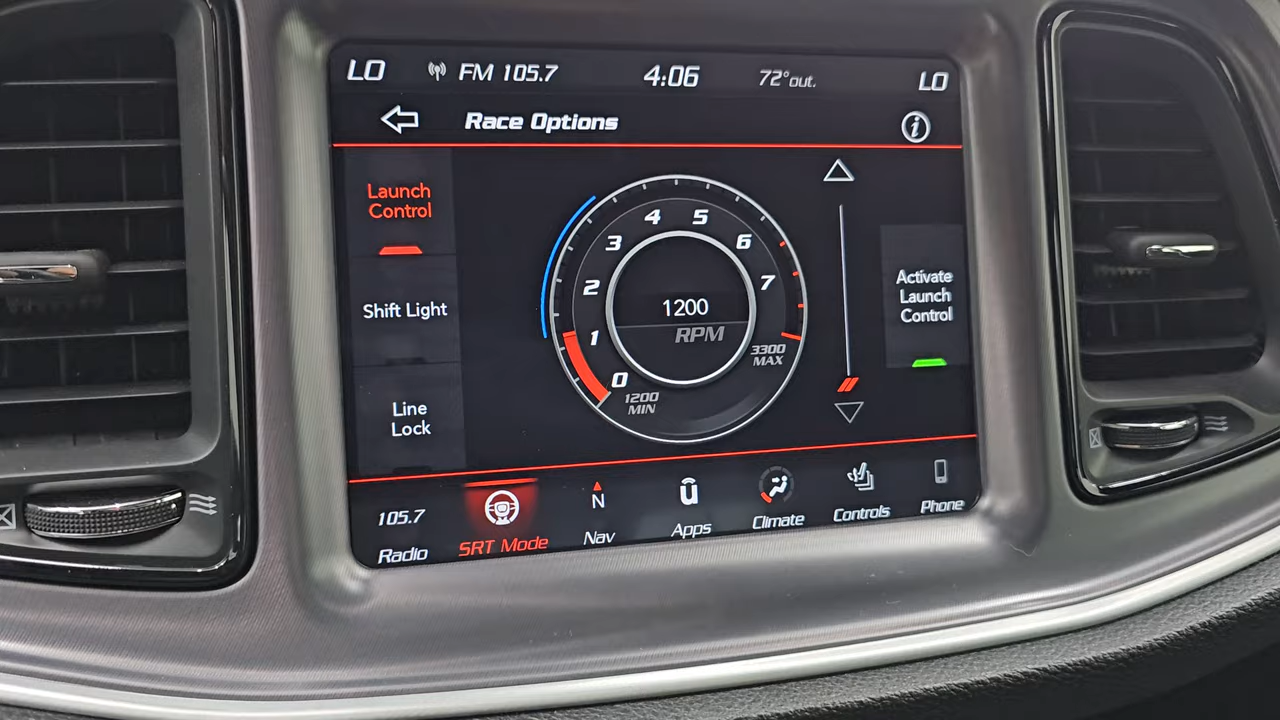 LO FM 105.7 4:06 72° out. LO
Race Options
Launch
Control
Shift Light
Line
Lock
0
1
2
3
4
5
6
7
1200
RPM
1200
MIN
3300
MAX
Activate
Launch
Control
105.7 N
Radio SRT Mode Nav Apps Climate Controls Phone